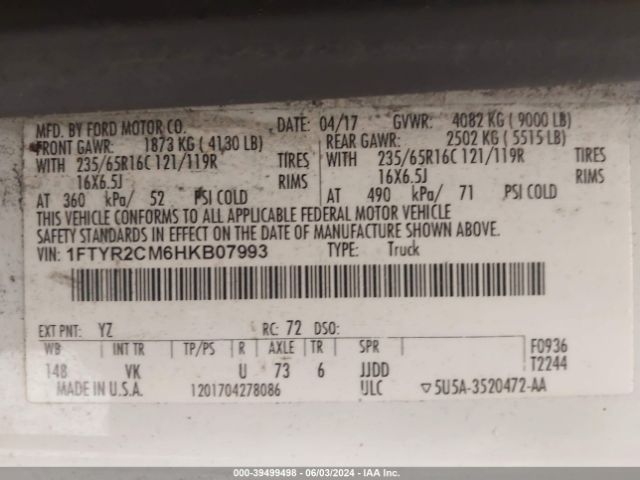 MFD. BY FORD MOTOR CO. DATE: 04/17 GVWR: 4082 KG ( 9000 LB)
FRONT GAWR: 1873 KG ( 4130 LB) REAR GAWR: 2502 KG ( 5515 LB)
WITH 235/65R16C 121/119R TIRES WITH 235/65R16C 121/119R TIRES
16X6.5J RIMS 16X6.5J RIMS
AT 360 kPa/ 52 PSI COLD AT 490 kPa/ 71 PSI COLD
THIS VEHICLE CONFORMS TO ALL APPLICABLE FEDERAL MOTOR VEHICLE
SAFETY STANDARDS IN EFFECT ON THE DATE OF MANUFACTURE SHOWN ABOVE.
VIN: 1FTYR2CM6HKB07993 TYPE: Truck
EXT PNT: YZ RC: 72 DSO:
WB INT TR TP/PS R AXLE TR SPR F0936
148 VK U 73 6 JJDD T2244
MADE IN U.S.A. 1201704278086 ULC ▽5U5A-3520472-AA
000-39499498 - 06/03/2024 - IAA Inc.